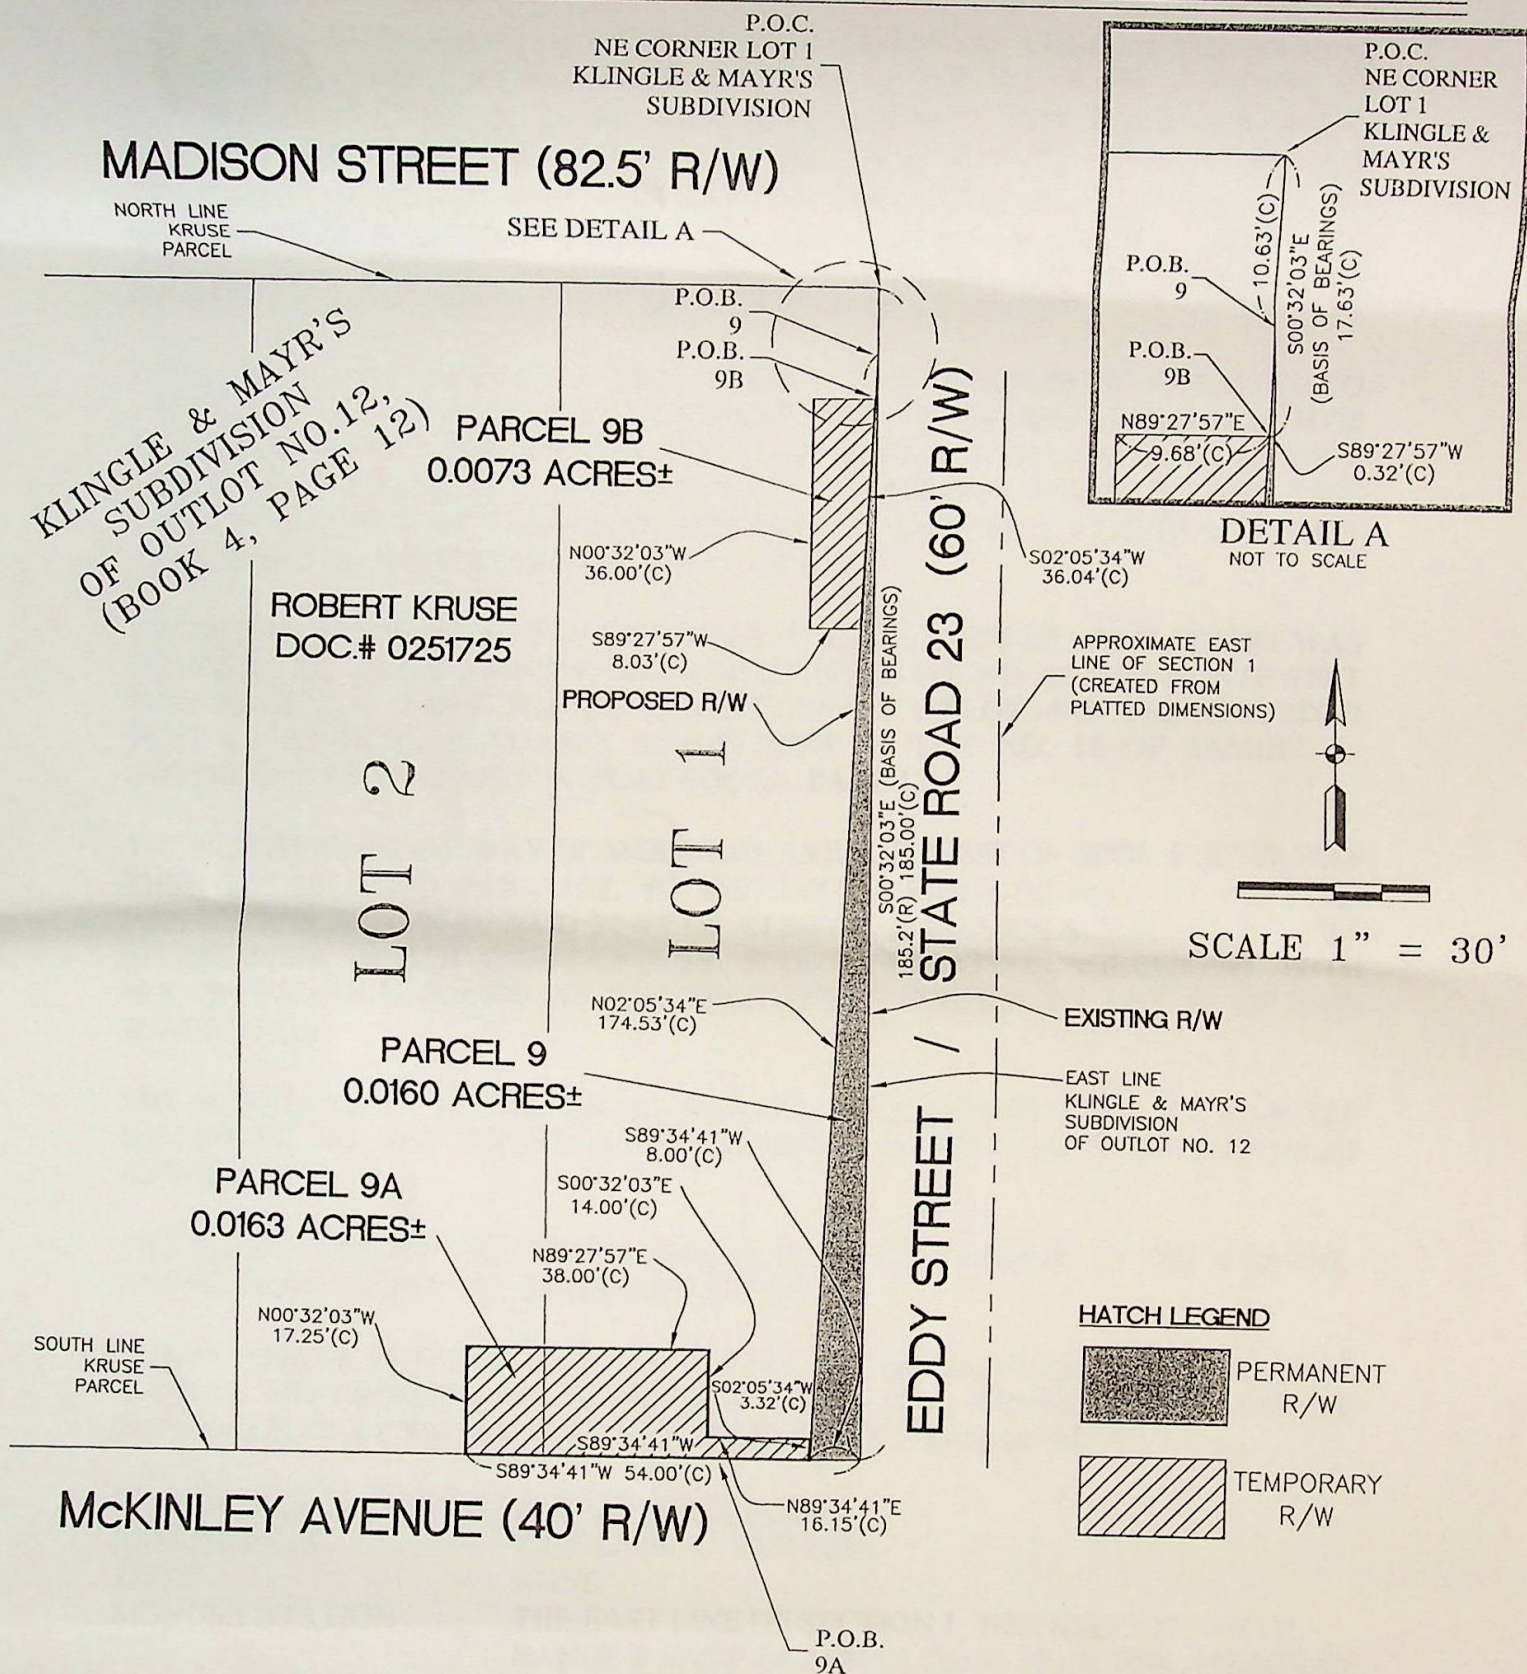 P.O.C.
NE CORNER LOT 1
KLINGLE & MAYR'S
SUBDIVISION
MADISON STREET (82.5' R/W)
NORTH LINE
KRUSE
PARCEL
SEE DETAIL A
P.O.B.
9
P.O.B.
9B
KLINGLE & MAYR'S
SUBDIVISION
OF OUTLOT NO.12,
(BOOK 4, PAGE 12)
PARCEL 9B
0.0073 ACRES±
N00°32'03"W
36.00'(C)
ROBERT KRUSE
DOC.# 0251725
S89°27'57"W
8.03'(C)
PROPOSED R/W
LOT 2
LOT 1
S00°32'03"E (BASIS OF BEARINGS)
185.2'(R) 185.00'(C)
EDDY STREET / STATE ROAD 23 (60' R/W)
S02°05'34"W
36.04'(C)
P.O.C.
NE CORNER
LOT 1
KLINGLE &
MAYR'S
SUBDIVISION
10.63'(C)
S00°32'03"E
(BASIS OF BEARINGS)
17.63'(C)
P.O.B.
9
P.O.B.
9B
N89°27'57"E
9.68'(C)
S89°27'57"W
0.32'(C)
DETAIL A
NOT TO SCALE
APPROXIMATE EAST
LINE OF SECTION 1
(CREATED FROM
PLATTED DIMENSIONS)
SCALE 1" = 30'
N02°05'34"E
174.53'(C)
EXISTING R/W
PARCEL 9
0.0160 ACRES±
EAST LINE
KLINGLE & MAYR'S
SUBDIVISION
OF OUTLOT NO. 12
S89°34'41"W
8.00'(C)
S00°32'03"E
14.00'(C)
PARCEL 9A
0.0163 ACRES±
N89°27'57"E
38.00'(C)
N00°32'03"W
17.25'(C)
SOUTH LINE
KRUSE
PARCEL
S02°05'34"W
3.32'(C)
S89°34'41"W
S89°34'41"W 54.00'(C)
N89°34'41"E
16.15'(C)
McKINLEY AVENUE (40' R/W)
P.O.B.
9A
HATCH LEGEND
PERMANENT
R/W
TEMPORARY
R/W